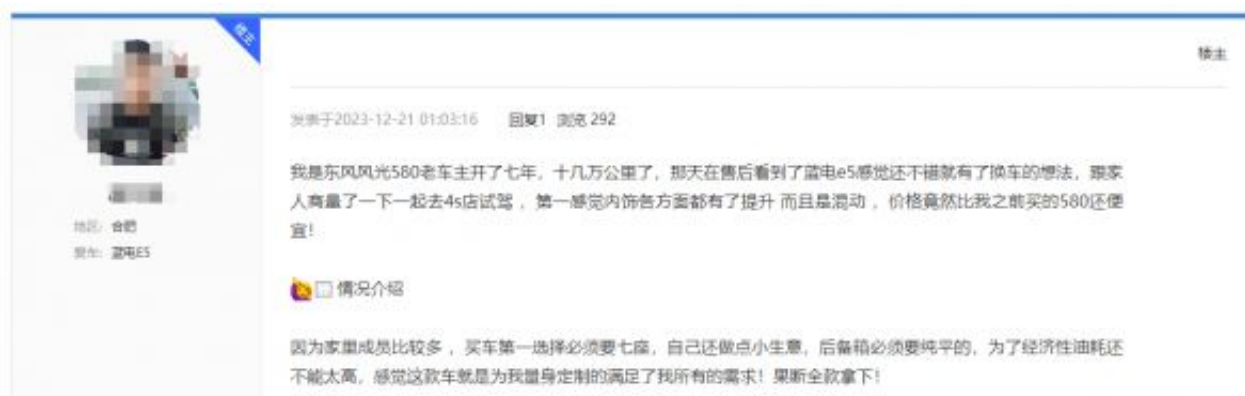 楼主
楼主
发表于2023-12-21 01:03:16 回复1 浏览 292
我是东风风光580老车主开了七年，十几万公里了，那天在售后看到了蓝电e5感觉还不错就有了换车的想法，跟家
人商量了一下一起去4s店试驾 ，第一感觉内饰各方面都有了提升 而且是混动 ，价格竟然比我之前买的580还便
宜！
地区: 合肥
爱车: 蓝电E5
情况介绍
因为家里成员比较多 ，买车第一选择必须要七座，自己还做点小生意，后备箱必须要纯平的，为了经济性油耗还
不能太高，感觉这款车就是为我量身定制的满足了我所有的需求！果断全款拿下！